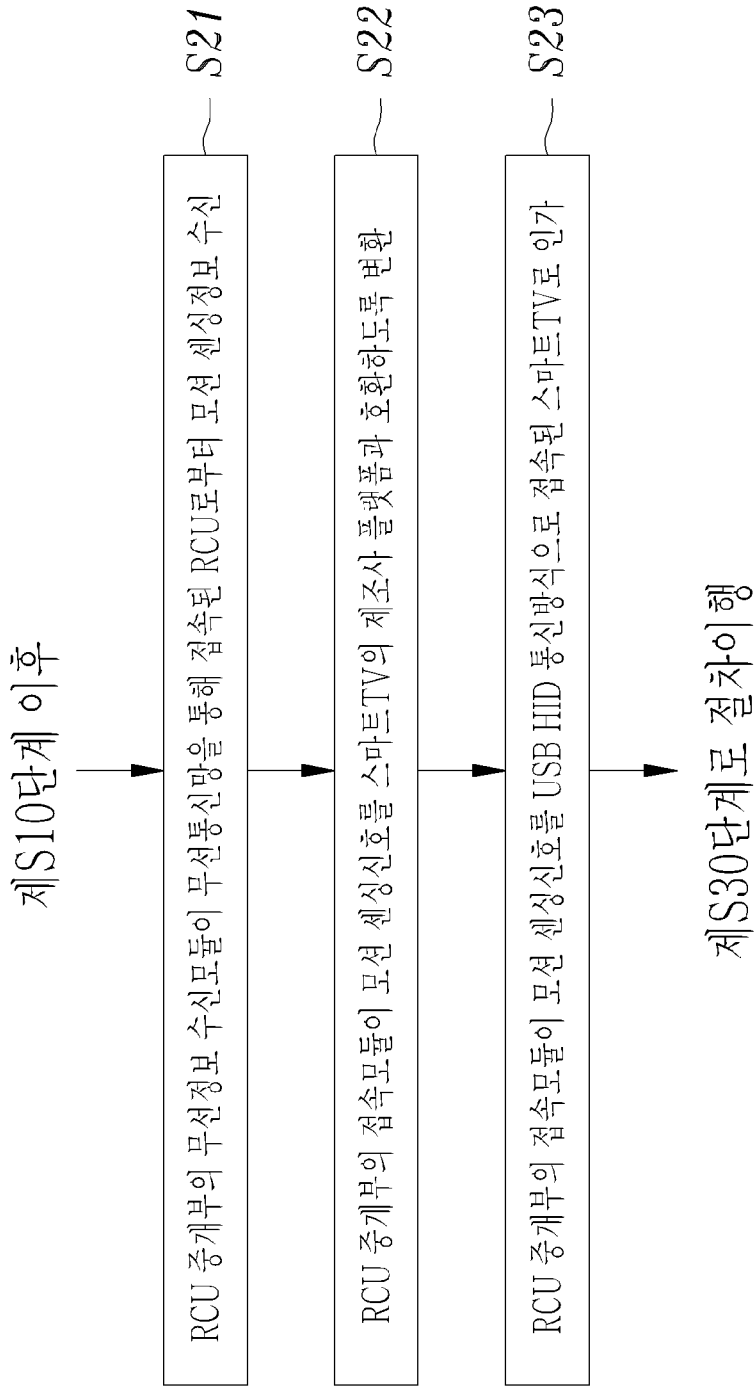 제S10단계 이후
RCU 중개부의 무선정보 수신모듈이 무선통신망을 통해 접속된 RCU로부터 모션 센싱정보 수신
S21
RCU 중개부의 접속모듈이 모션 센싱신호를 스마트TV의 제조사 플랫폼과 호환하도록 변환
S22
RCU 중개부의 접속모듈이 모션 센싱신호를 USB HID 통신방식으로 접속된 스마트TV로 인가
S23
제S30단계로 절차이행